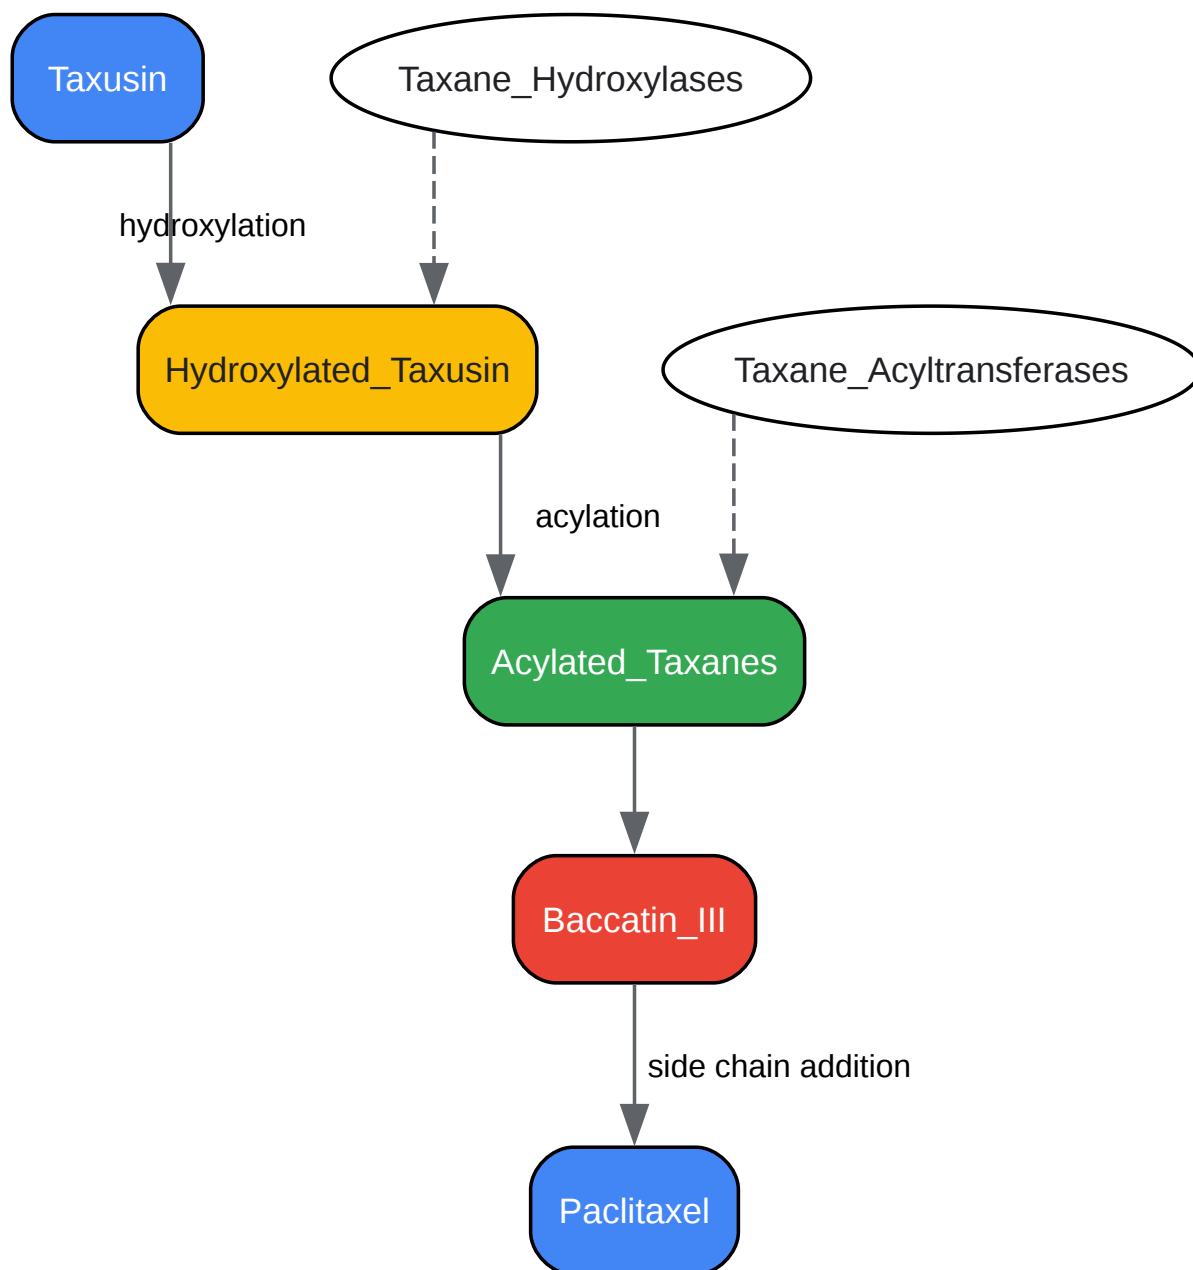 Taxusin
Taxane_Hydroxylases
hydroxylation
Hydroxylated_Taxusin
Taxane_Acyltransferases
acylation
Acylated_Taxanes
Baccatin_III
side chain addition
Paclitaxel